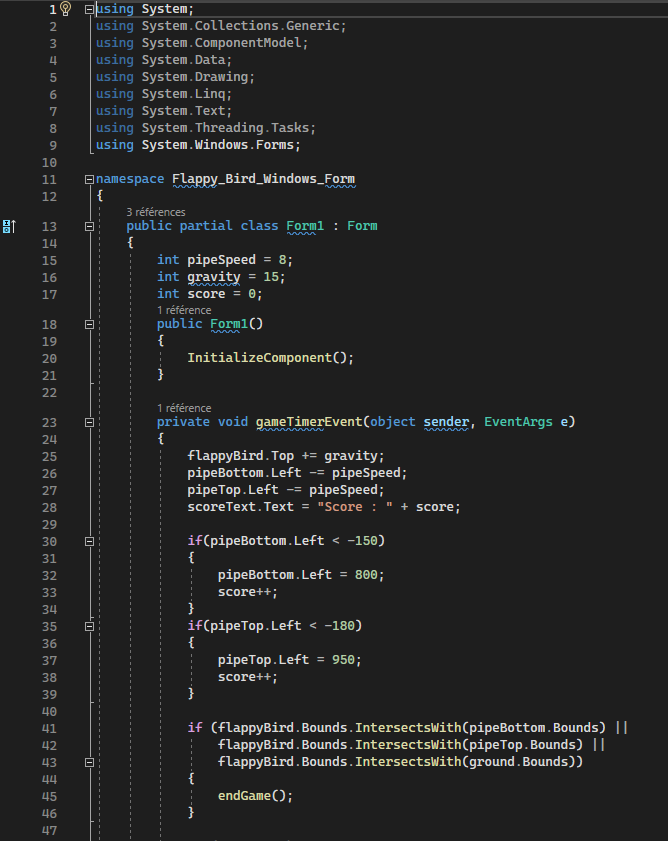 1 using System;
2 using System.Collections.Generic;
3 using System.ComponentModel;
4 using System.Data;
5 using System.Drawing;
6 using System.Linq;
7 using System.Text;
8 using System.Threading.Tasks;
9 using System.Windows.Forms;
10
11 namespace Flappy_Bird_Windows_Form
12 {
3 références
13 public partial class Form1 : Form
14 {
15 int pipeSpeed = 8;
16 int gravity = 15;
17 int score = 0;
1 référence
18 public Form1()
19 {
20 InitializeComponent();
21 }
22
1 référence
23 private void gameTimerEvent(object sender, EventArgs e)
24 {
25 flappyBird.Top += gravity;
26 pipeBottom.Left -= pipeSpeed;
27 pipeTop.Left -= pipeSpeed;
28 scoreText.Text = "Score : " + score;
29
30 if(pipeBottom.Left < -150)
31 {
32 pipeBottom.Left = 800;
33 score++;
34 }
35 if(pipeTop.Left < -180)
36 {
37 pipeTop.Left = 950;
38 score++;
39 }
40
41 if (flappyBird.Bounds.IntersectsWith(pipeBottom.Bounds) ||
42 flappyBird.Bounds.IntersectsWith(pipeTop.Bounds) ||
43 flappyBird.Bounds.IntersectsWith(ground.Bounds))
44 {
45 endGame();
46 }
47